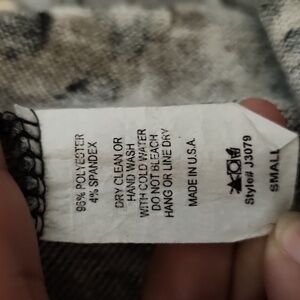 96% POLYESTER
4% SPANDEX
DRY CLEAN OR
HAND WASH
WITH COLD WATER
DO NOT BLEACH
HANG OR LINE DRY
MADE IN U.S.A.
Style# J3079
SMALL